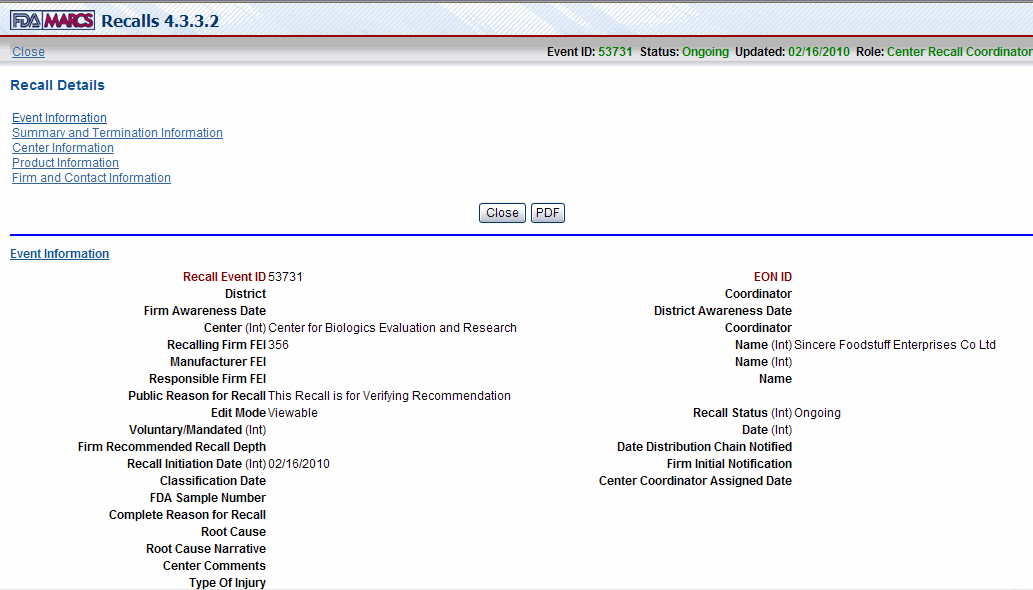 FDA MARCS Recalls 4.3.3.2
Close Event ID: 53731 Status: Ongoing Updated: 02/16/2010 Role: Center Recall Coordinator
Recall Details
Event Information
Summary and Termination Information
Center Information
Product Information
Firm and Contact Information
Close PDF
Event Information
Recall Event ID 53731 EON ID
District Coordinator
Firm Awareness Date District Awareness Date
Center (Int) Center for Biologics Evaluation and Research Coordinator
Recalling Firm FEI 356 Name (Int) Sincere Foodstuff Enterprises Co Ltd
Manufacturer FEI Name (Int)
Responsible Firm FEI Name
Public Reason for Recall This Recall is for Verifying Recommendation
Edit Mode Viewable Recall Status (Int) Ongoing
Voluntary/Mandated (Int) Date (Int)
Firm Recommended Recall Depth Date Distribution Chain Notified
Recall Initiation Date (Int) 02/16/2010 Firm Initial Notification
Classification Date Center Coordinator Assigned Date
FDA Sample Number
Complete Reason for Recall
Root Cause
Root Cause Narrative
Center Comments
Type Of Injury